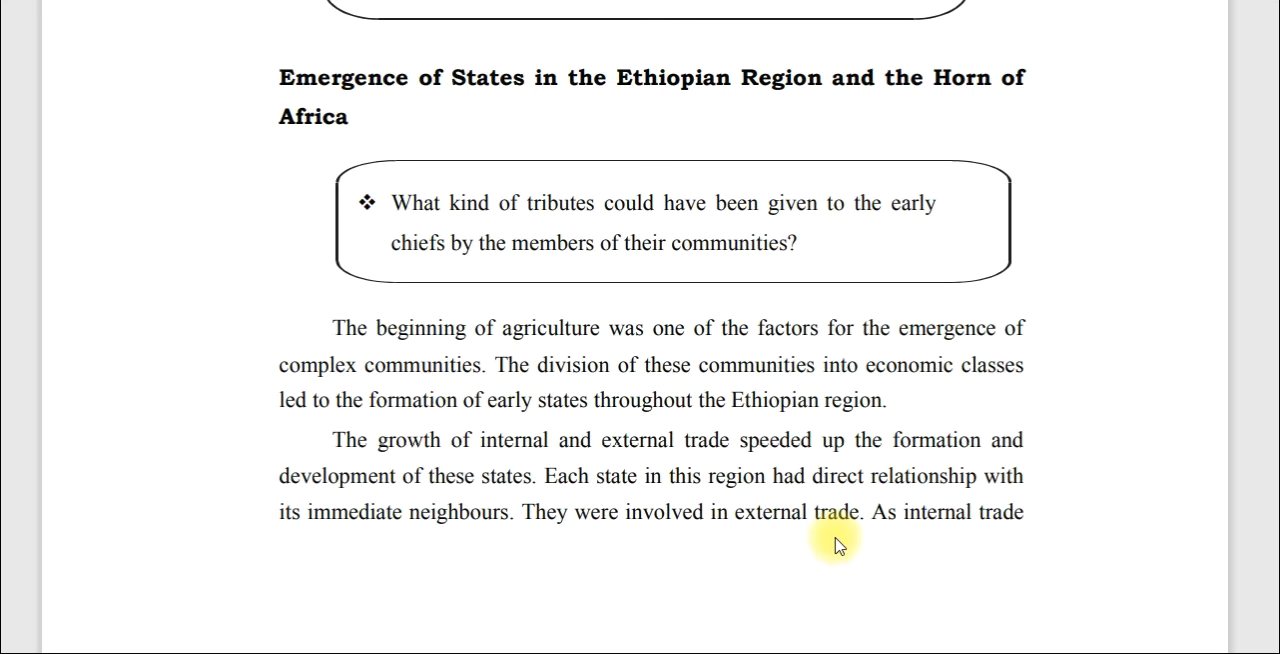 Emergence of States in the Ethiopian Region and the Horn of
Africa
❖ What kind of tributes could have been given to the early
chiefs by the members of their communities?
The beginning of agriculture was one of the factors for the emergence of
complex communities. The division of these communities into economic classes
led to the formation of early states throughout the Ethiopian region.
The growth of internal and external trade speeded up the formation and
development of these states. Each state in this region had direct relationship with
its immediate neighbours. They were involved in external trade. As internal trade